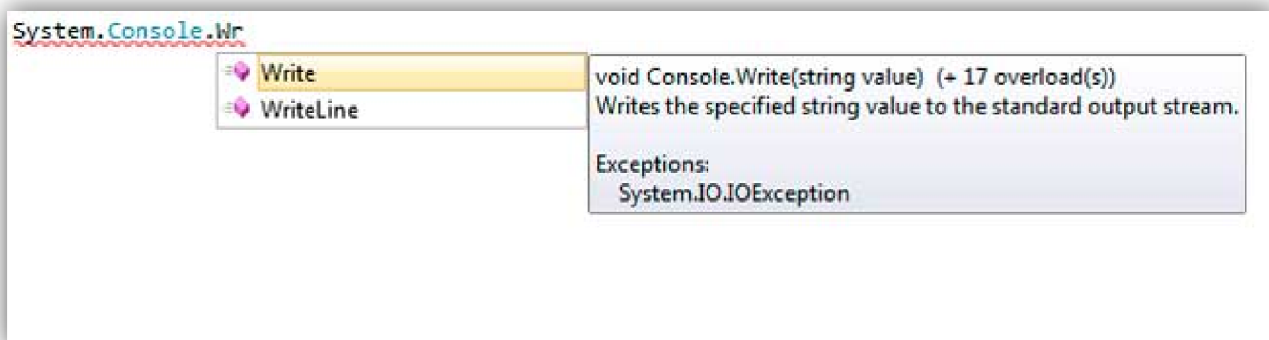 System.Console.Wr
Write
WriteLine
void Console.Write(string value) (+ 17 overload(s))
Writes the specified string value to the standard output stream.
Exceptions:
System.IO.IOException